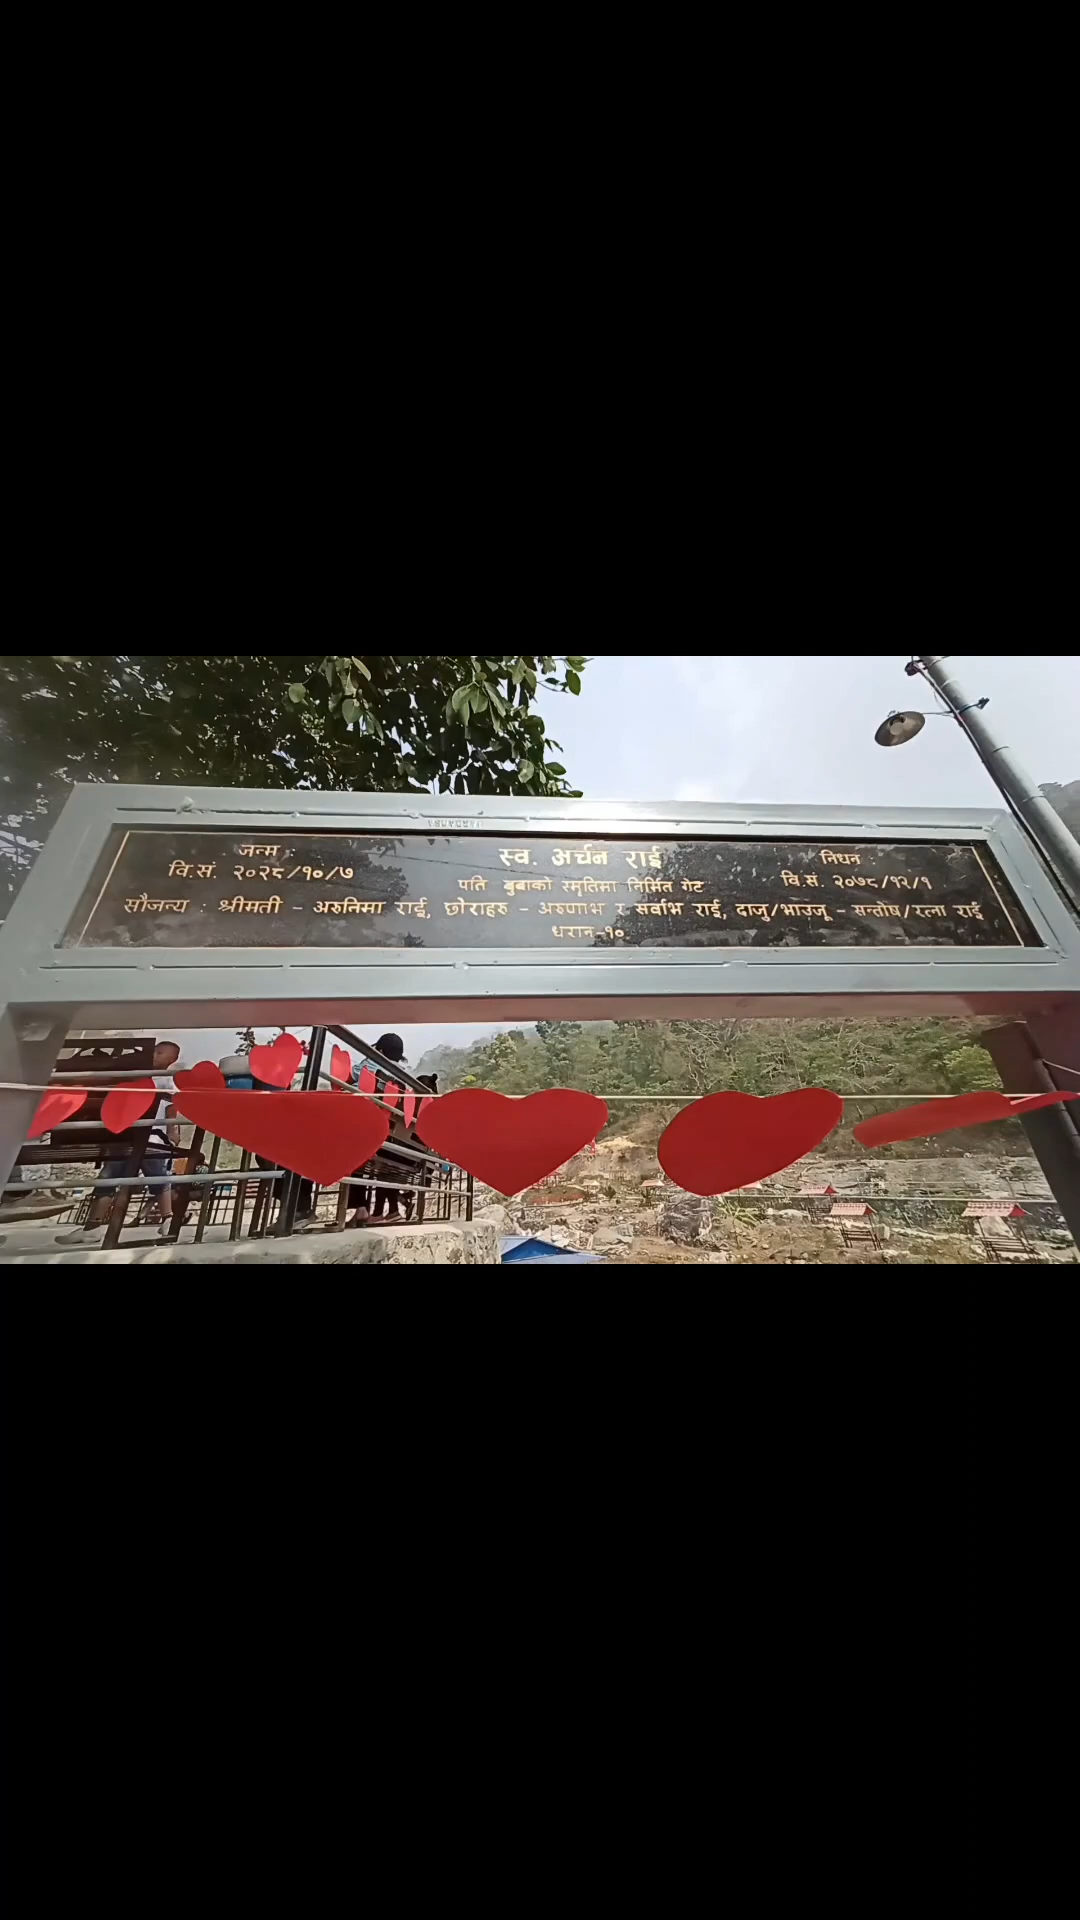 जन्म :
वि.सं. २०२८/१०/७
स्व. अर्चन राई
पति बुबाको स्मृतिमा निर्मित गेट
निधन :
वि.सं. २०७८/१२/१
सौजन्य : श्रीमती - अरुतिमा राई, छोराहरु - अरुणाभ र सर्वाभ राई, दाजु/भाउजू - सन्तोष/रत्ना राई
धरान-१०